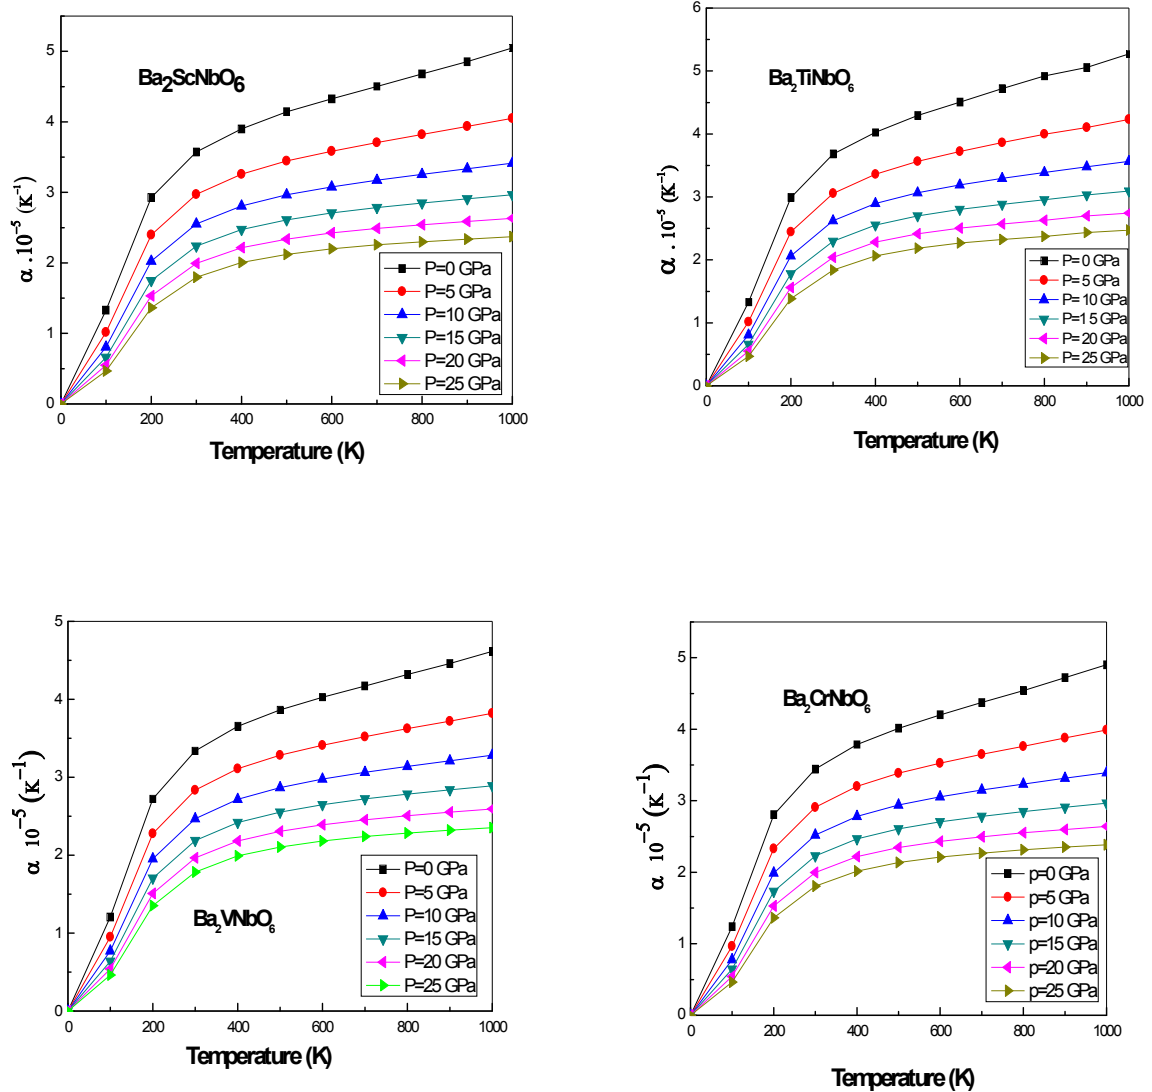 Ba2ScNbO6
α . 10⁻⁵ (K⁻¹)
5
4
3
2
1
0
P=0 GPa
P=5 GPa
P=10 GPa
P=15 GPa
P=20 GPa
P=25 GPa
0 200 400 600 800 1000
Temperature (K)
Ba₂TiNbO₆
α . 10⁻⁵ (K⁻¹)
6
5
4
3
2
1
0
P= 0 GPa
P= 5 GPa
P= 10 GPa
P=15 GPa
P= 20 GPa
P= 25 GPa
0 200 400 600 800 1000
Temperature (K)
Ba₂VNbO₆
α 10⁻⁵ (K⁻¹)
5
4
3
2
1
0
P=0 GPa
P=5 GPa
P=10 GPa
P=15 GPa
P=20 GPa
P=25 GPa
0 200 400 600 800 1000
Temperature (K)
Ba₂CrNbO₆
α 10⁻⁵ (K⁻¹)
5
4
3
2
1
0
p=0 GPa
p=5 GPa
p=10 GPa
p=15 GPa
p=20 GPa
p=25 GPa
0 200 400 600 800 1000
Temperature (K)